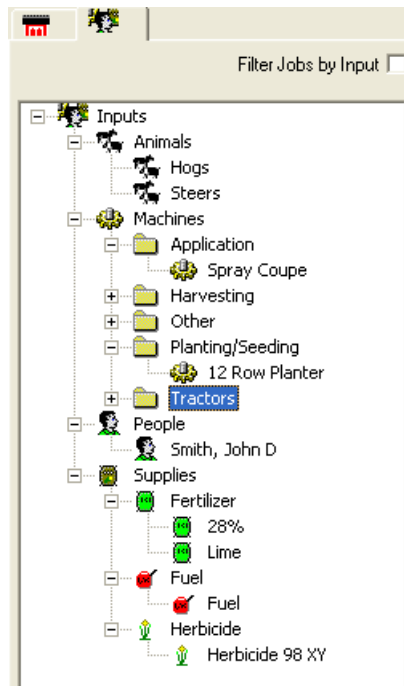 Filter Jobs by Input
Inputs
Animals
Hogs
Steers
Machines
Application
Spray Coupe
Harvesting
Other
Planting/Seeding
12 Row Planter
Tractors
People
Smith, John D
Supplies
Fertilizer
28%
Lime
Fuel
Fuel
Herbicide
Herbicide 98 XY